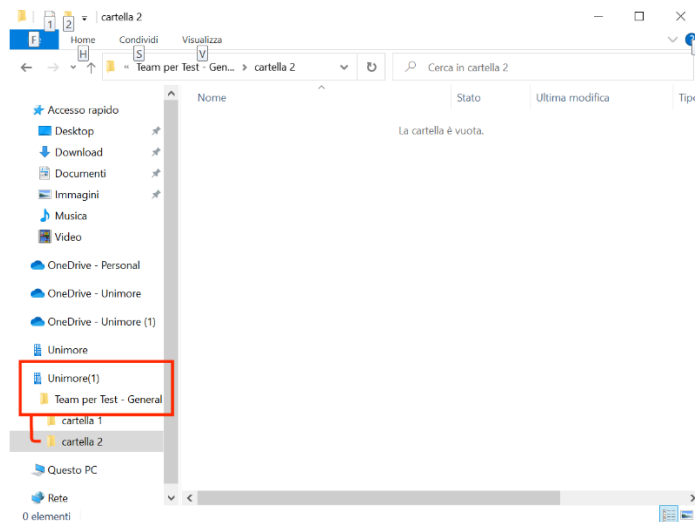 1 2 cartella 2
F Home Condividi Visualizza
H S V
« Team per Test - Gen... > cartella 2 Cerca in cartella 2
Nome Stato Ultima modifica Tipo
La cartella è vuota.
Accesso rapido
Desktop
Download
Documenti
Immagini
Musica
Video
OneDrive - Personal
OneDrive - Unimore
OneDrive - Unimore (1)
Unimore
Unimore(1)
Team per Test - General
cartella 1
cartella 2
Questo PC
Rete
0 elementi